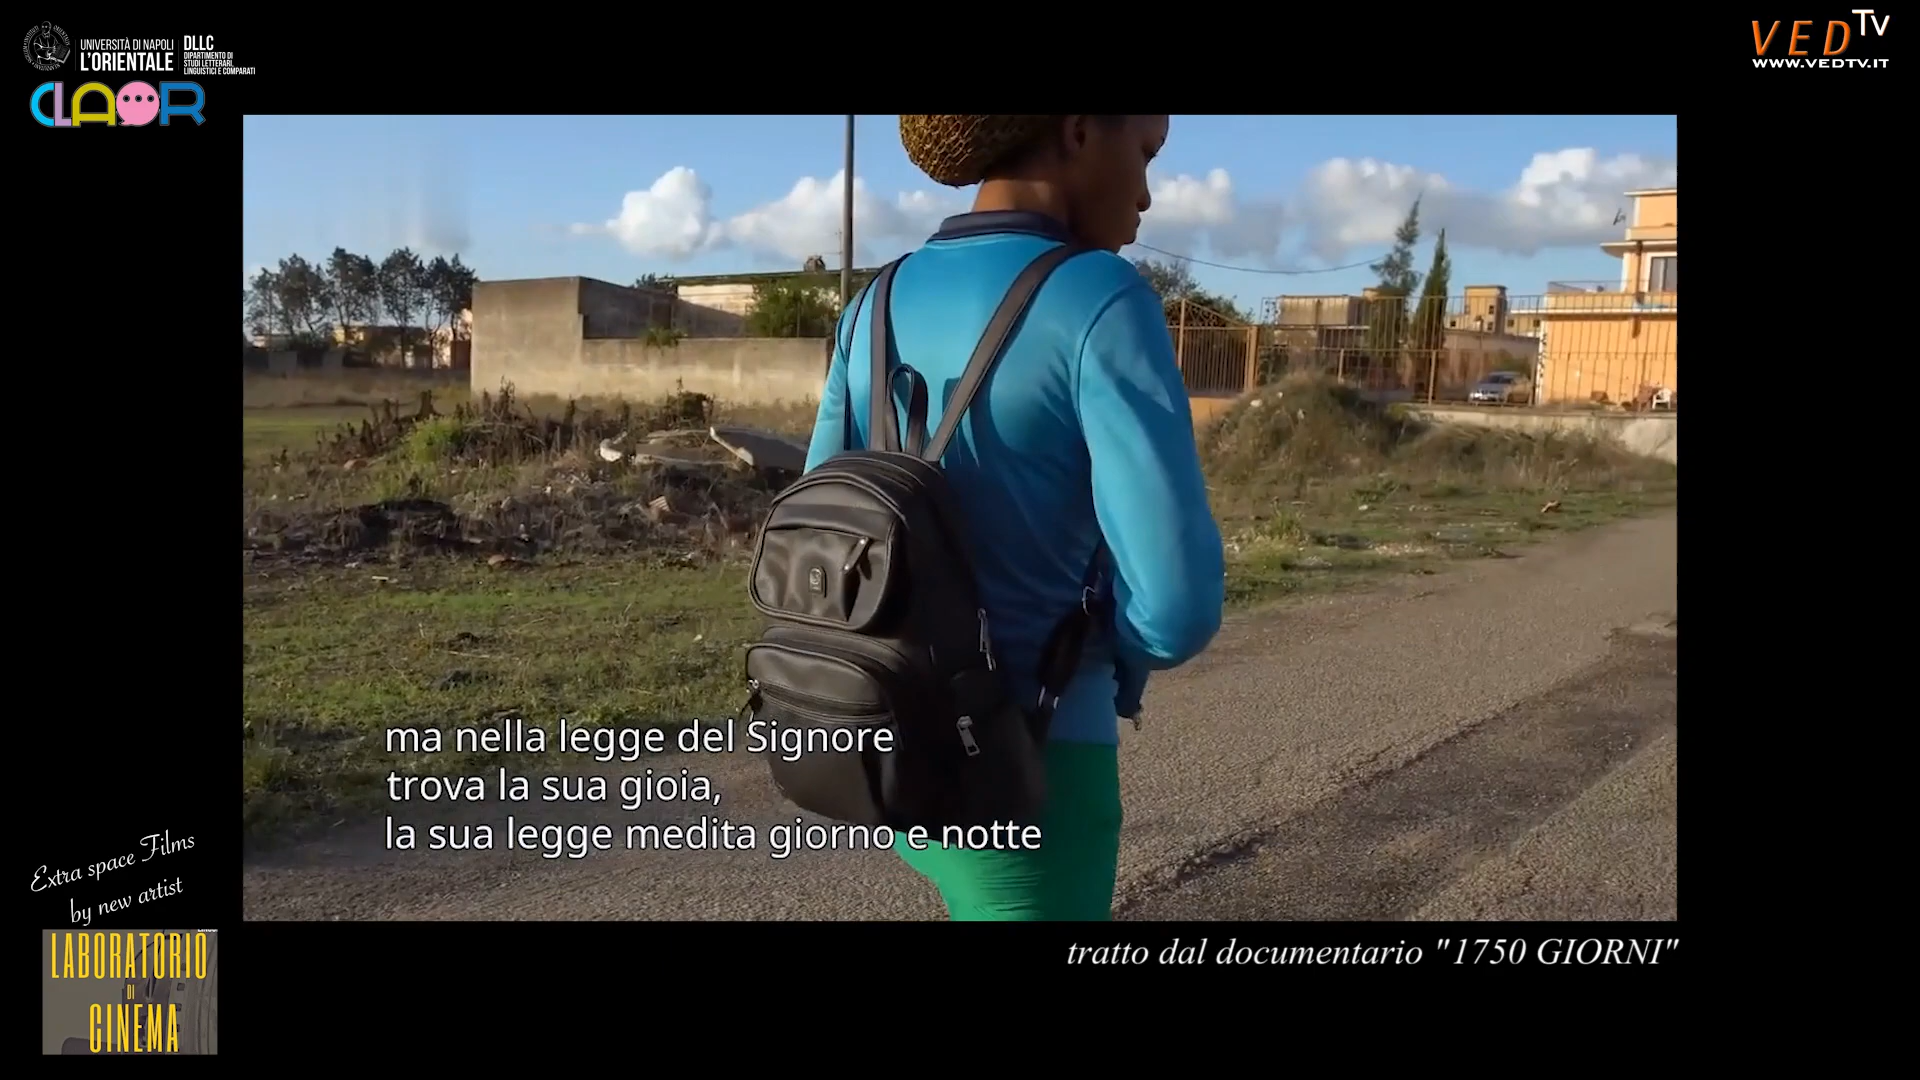 UNIVERSITÀ DI NAPOLI
L'ORIENTALE
DLLC
DIPARTIMENTO DI
STUDI LETTERARI,
LINGUISTICI E COMPARATI
CLAOR
VED TV
WWW.VEDTV.IT
ma nella legge del Signore
trova la sua gioia,
la sua legge medita giorno e notte
Extra space Films
by new artist
LABORATORIO
DI
CINEMA
tratto dal documentario "1750 GIORNI"